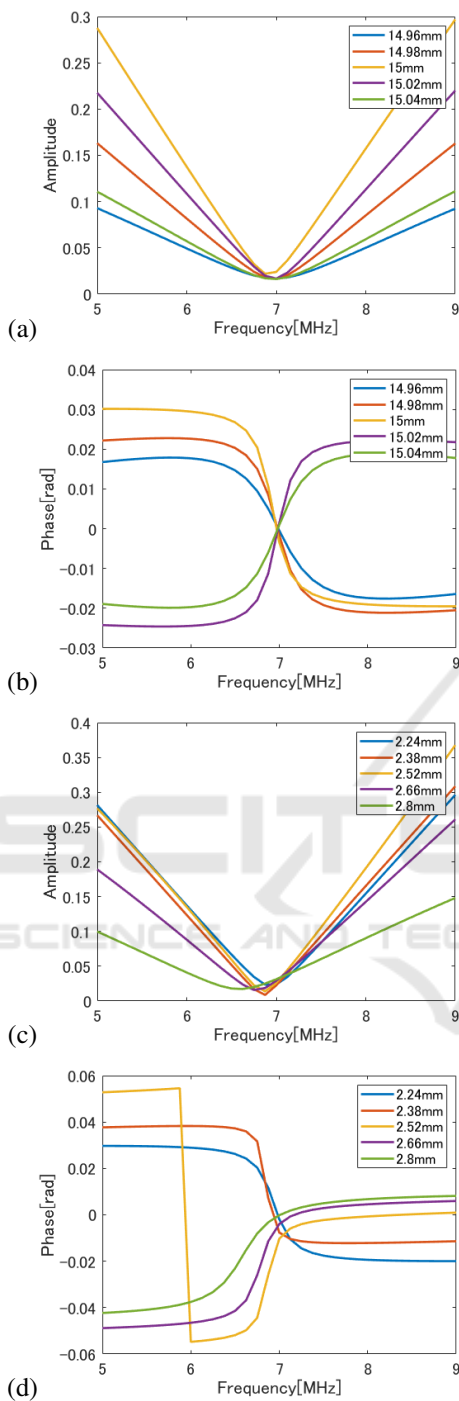 0.3
0.25
0.2
0.15
0.1
0.05
0
Amplitude
14.96mm
14.98mm
15mm
15.02mm
15.04mm
5
6
7
8
9
Frequency[MHz]
(a)
0.04
0.03
0.02
0.01
0
-0.01
-0.02
-0.03
Phase[rad]
14.96mm
14.98mm
15mm
15.02mm
15.04mm
5
6
7
8
9
Frequency[MHz]
(b)
0.4
0.35
0.3
0.25
0.2
0.15
0.1
0.05
0
Amplitude
2.24mm
2.38mm
2.52mm
2.66mm
2.8mm
5
6
7
8
9
Frequency[MHz]
(c)
0.06
0.04
0.02
0
-0.02
-0.04
-0.06
Phase[rad]
2.24mm
2.38mm
2.52mm
2.66mm
2.8mm
5
6
7
8
9
Frequency[MHz]
(d)
SCITE
SCIENCE AND TEC